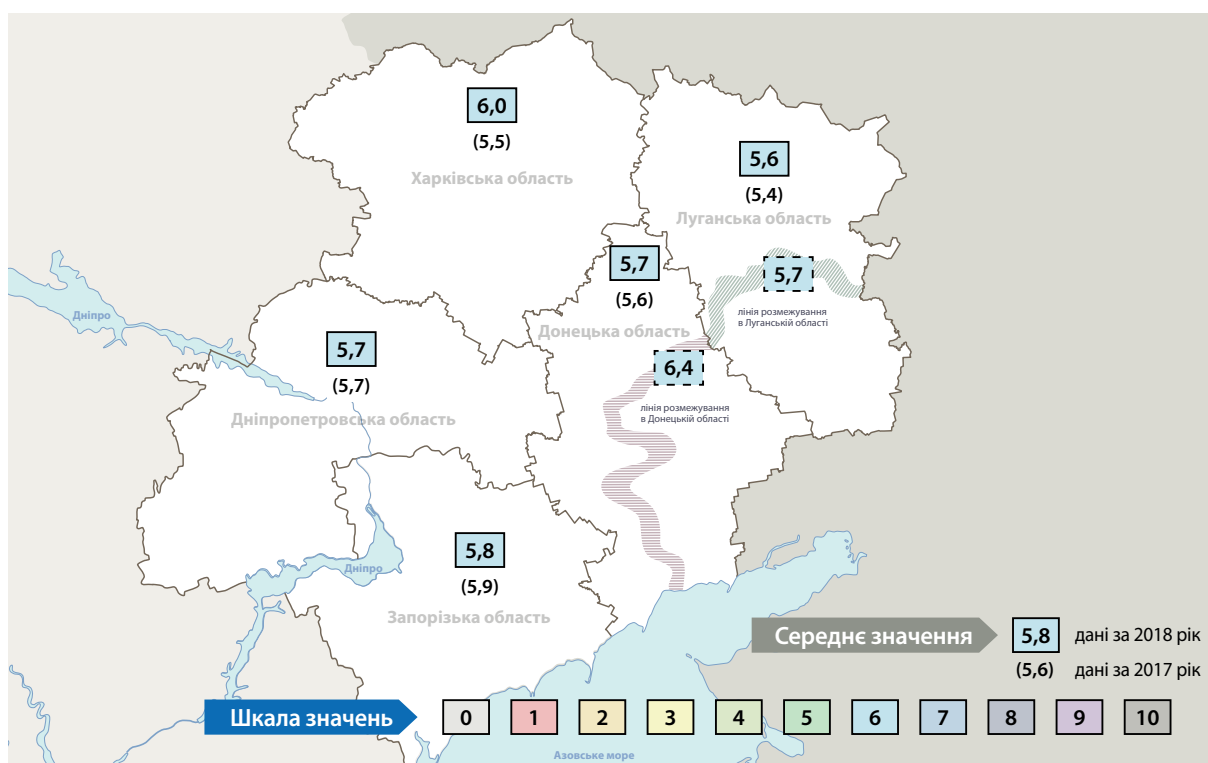 6,0
(5,5)
Харківська область
5,6
(5,4)
Луганська область
5,7
(5,6)
Донецька область
5,7
лінія розмежування
в Луганській області
Дніпро
5,7
(5,7)
Дніпропетровська область
6,4
лінія розмежування
в Донецькій області
5,8
(5,9)
Запорізька область
Дніпро
Середнє значення
5,8 дані за 2018 рік
(5,6) дані за 2017 рік
Шкала значень 0 1 2 3 4 5 6 7 8 9 10
Азовське море